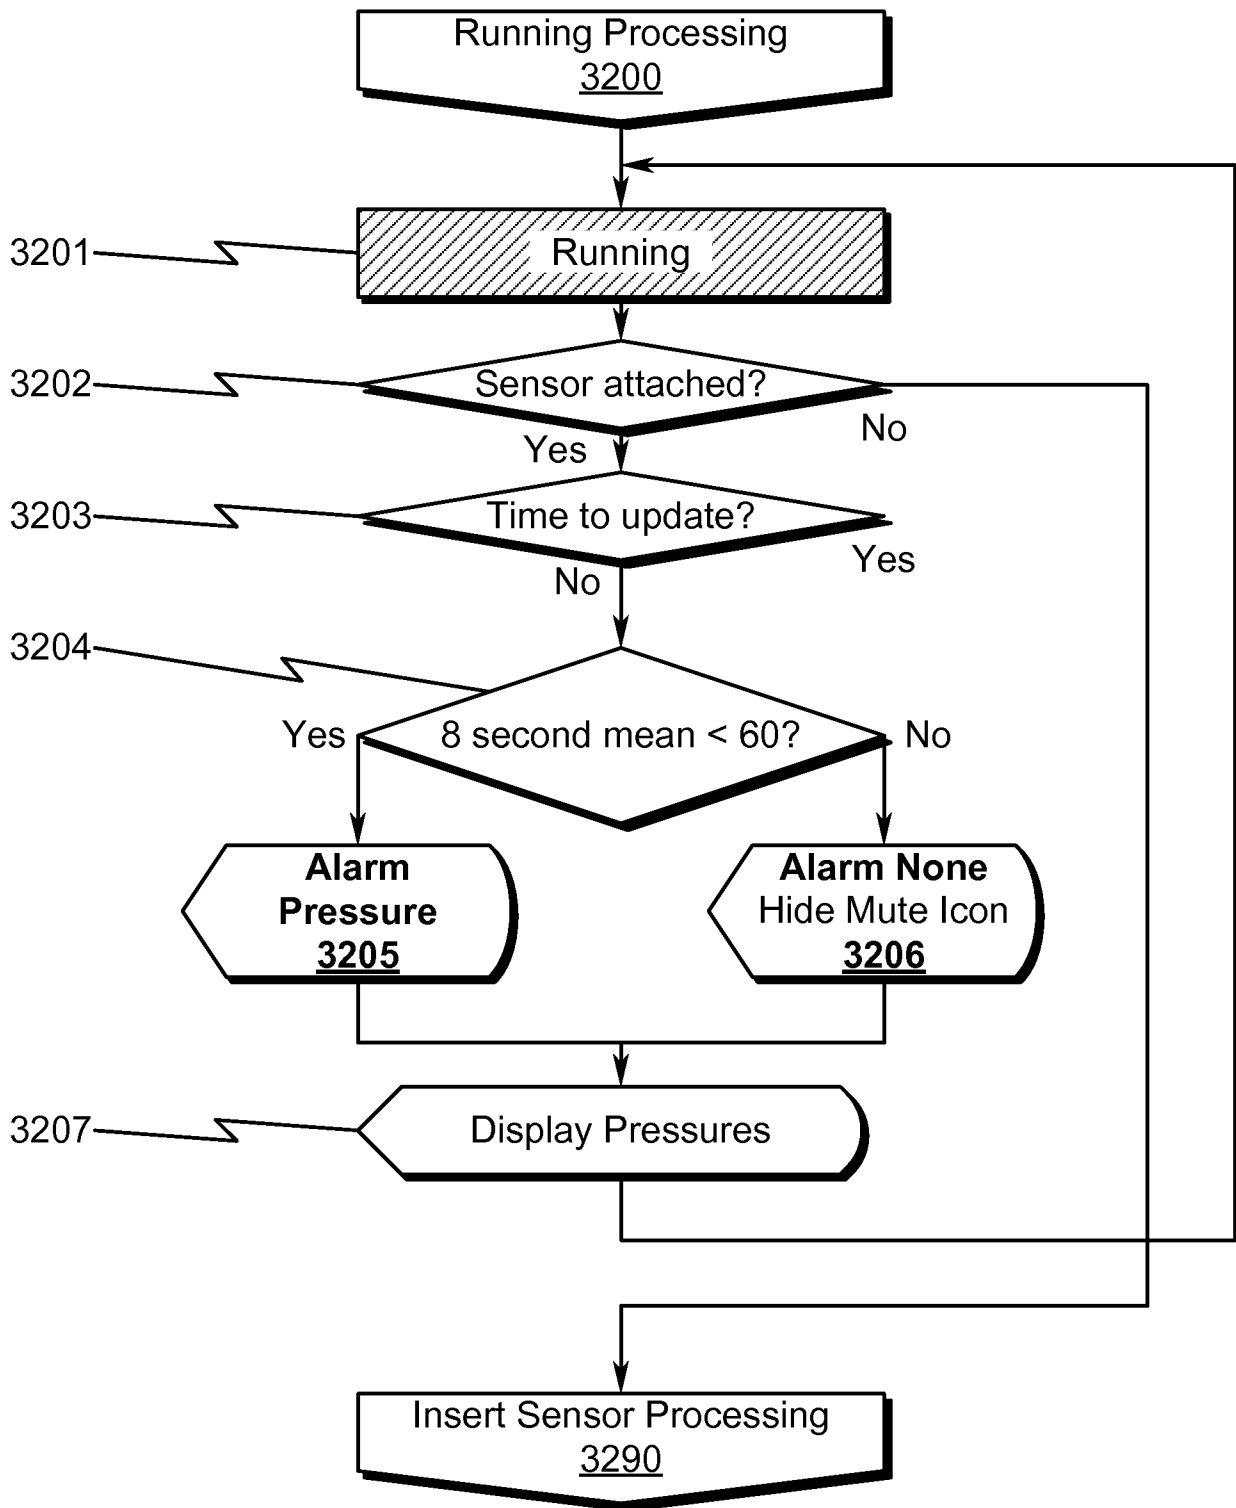 Running Processing
3200
3201
Running
3202
Sensor attached?
No
Yes
3203
Time to update?
Yes
No
3204
Yes
8 second mean < 60?
No
Alarm
Pressure
3205
Alarm None
Hide Mute Icon
3206
3207
Display Pressures
Insert Sensor Processing
3290